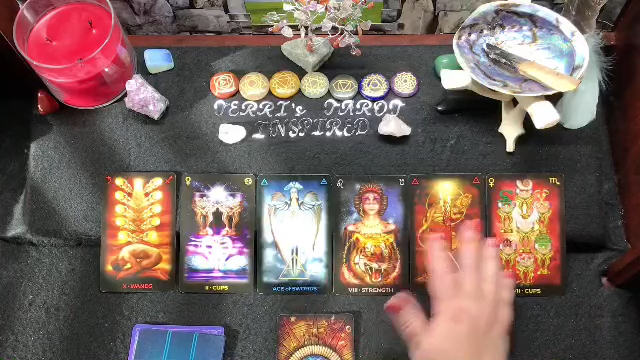 TERRI'S TAROT
INSPIRED
X · WANDS
II · CUPS
ACE of SWORDS
VIII · STRENGTH
VII · CUPS